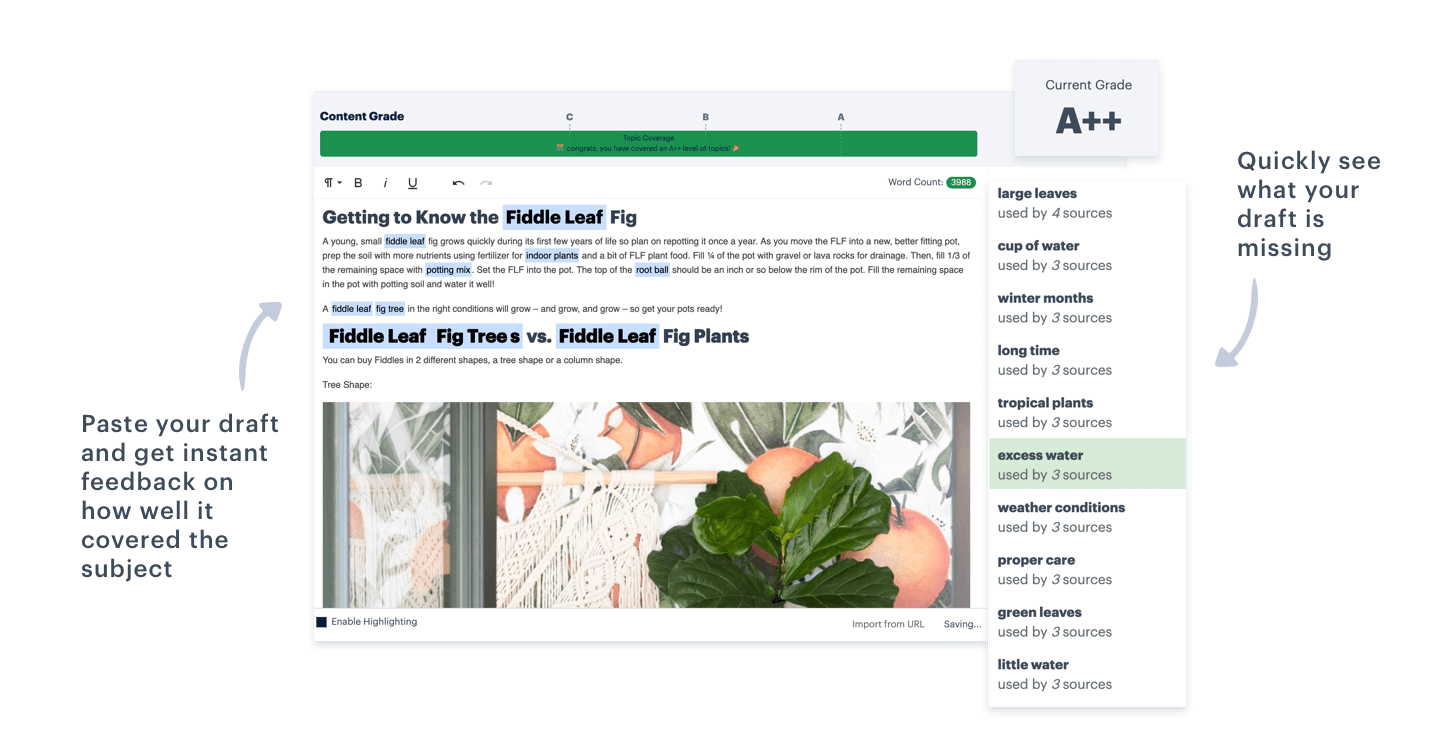 Current Grade
A++
Content Grade
C
B
A
Topic Coverage
🎊 congrats, you have covered an A++ level of topics! 🎉
B i U
Word Count: 3988
Getting to Know the Fiddle Leaf Fig
A young, small fiddle leaf fig grows quickly during its first few years of life so plan on repotting it once a year. As you move the FLF into a new, better fitting pot,
prep the soil with more nutrients using fertilizer for indoor plants and a bit of FLF plant food. Fill ¼ of the pot with gravel or lava rocks for drainage. Then, fill 1/3 of
the remaining space with potting mix. Set the FLF into the pot. The top of the root ball should be an inch or so below the rim of the pot. Fill the remaining space
in the pot with potting soil and water it well!
A fiddle leaf fig tree in the right conditions will grow – and grow, and grow – so get your pots ready!
Fiddle Leaf Fig Trees vs. Fiddle Leaf Fig Plants
You can buy Fiddles in 2 different shapes, a tree shape or a column shape.
Tree Shape:
Enable Highlighting
Import from URL
Saving...
large leaves
used by 4 sources
cup of water
used by 3 sources
winter months
used by 3 sources
long time
used by 3 sources
tropical plants
used by 3 sources
excess water
used by 3 sources
weather conditions
used by 3 sources
proper care
used by 3 sources
green leaves
used by 3 sources
little water
used by 3 sources
Paste your draft
and get instant
feedback on
how well it
covered the
subject
Quickly see
what your
draft is
missing